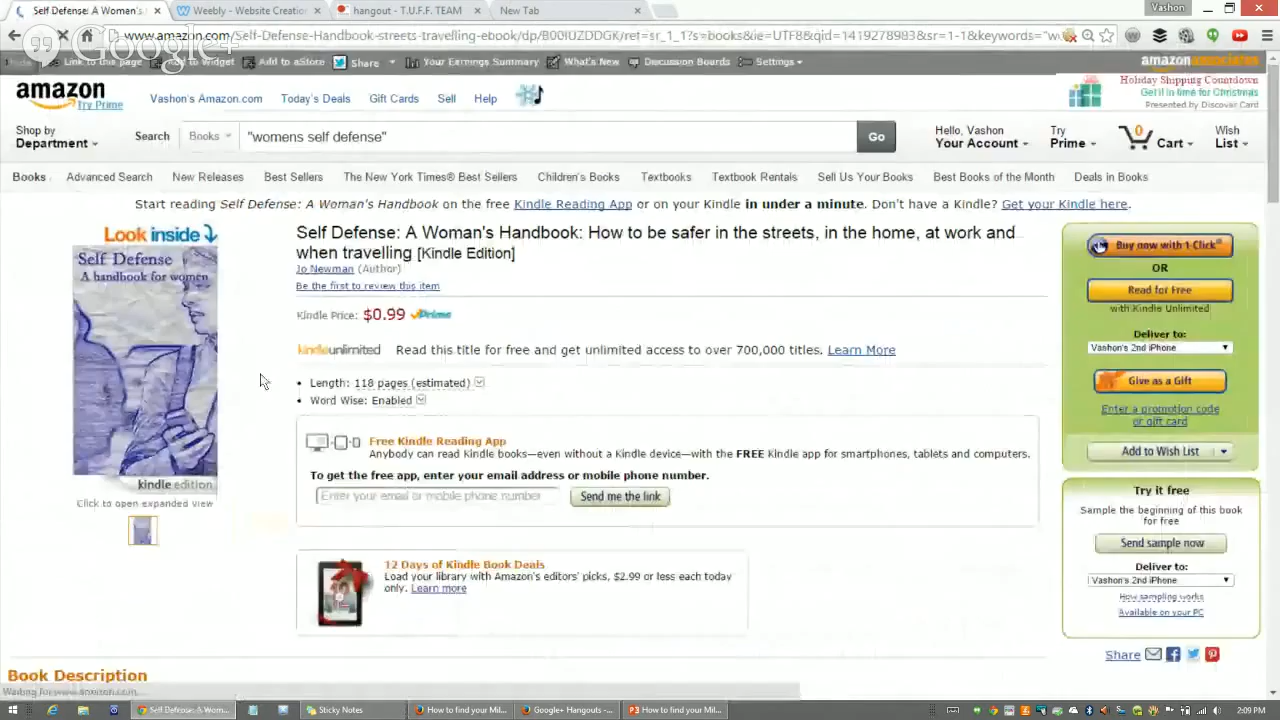 Self Defense: A Woman's H
Weebly - Website Creation
hangout - T.U.F.F. TEAM
New Tab
Vashon
Google+
www.amazon.com/Self-Defense-Handbook-streets-travelling-ebook/dp/
Link to this page
Add to Widget
Add to aStore
Share
Your Earnings Summary
What's New
Discussion Boards
Settings
amazon associates
amazon
Try Prime
Vashon's Amazon.com
Today's Deals
Gift Cards
Sell
Help
Holiday Shipping Countdown
Get it in time for Christmas
Presented by Discover Card
Shop by
Department
Search
Books
"womens self defense"
Go
Hello, Vashon
Your Account
Try
Prime
0
Cart
Wish
List
Books
Advanced Search
New Releases
Best Sellers
The New York Times® Best Sellers
Children's Books
Textbooks
Textbook Rentals
Sell Us Your Books
Best Books of the Month
Deals in Books
Start reading Self Defense: A Woman's Handbook on the free Kindle Reading App or on your Kindle in under a minute. Don't have a Kindle? Get your Kindle here.
Look inside
Self Defense
A handbook for women
kindle edition
Click to open expanded view
Self Defense: A Woman's Handbook: How to be safer in the streets, in the home, at work and
when travelling [Kindle Edition]
Jo Newman (Author)
Be the first to review this item
Kindle Price: $0.99 Prime
kindleunlimited Read this title for free and get unlimited access to over 700,000 titles. Learn More
• Length: 118 pages (estimated)
• Word Wise: Enabled
Free Kindle Reading App
Anybody can read Kindle books—even without a Kindle device—with the FREE Kindle app for smartphones, tablets and computers.
To get the free app, enter your email address or mobile phone number.
Enter your email or mobile phone number
Send me the link
12 Days of Kindle Book Deals
Load your library with Amazon's editors' picks, $2.99 or less each today
only. Learn more
Buy now with 1-Click®
OR
Read for Free
with Kindle Unlimited
Deliver to:
Vashon's 2nd iPhone
Give as a Gift
Enter a promotion code
or gift card
Add to Wish List
Try it free
Sample the beginning of this book
for free
Send sample now
Deliver to:
Vashon's 2nd iPhone
How sampling works
Available on your PC
Share
Book Description
Waiting for www.amazon.com...
Self Defense: A Wom...
Sticky Notes
How to find your Mil...
Google+ Hangouts -...
How to find your Mil...
2:09 PM